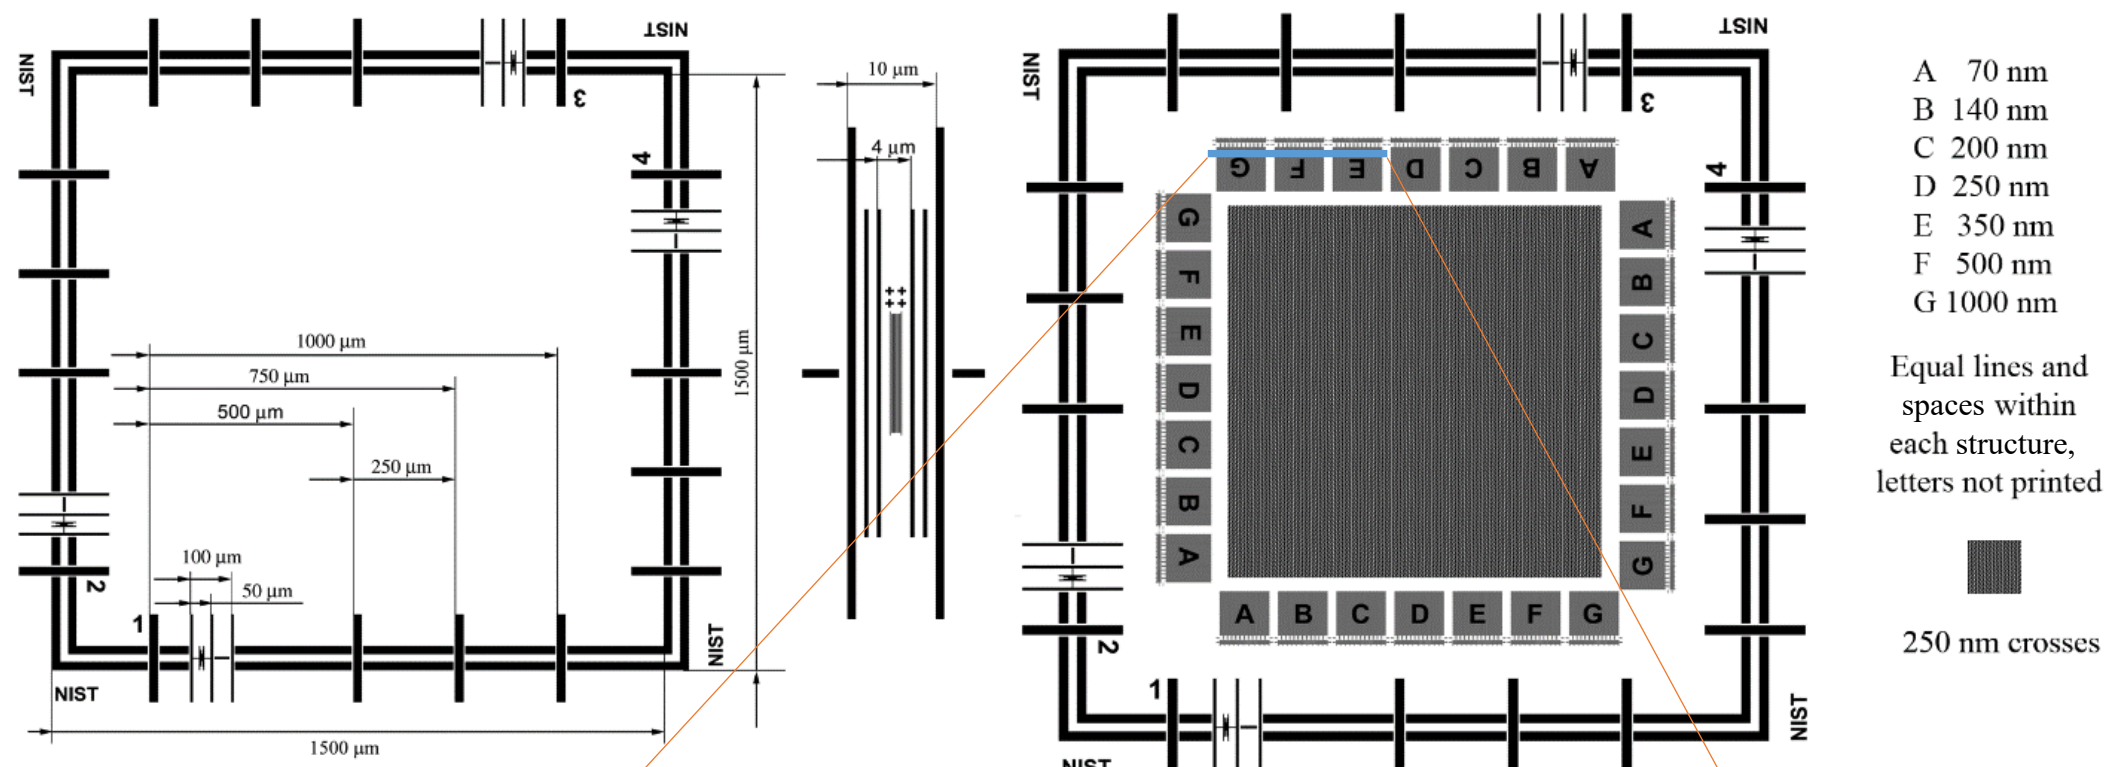 NIST
NIST
3
4
1000 µm
750 µm
500 µm
250 µm
100 µm
50 µm
1
2
NIST
NIST
1500 µm
1500 µm
10 µm
4 µm
NIST
NIST
3
4
G F E D C B A
G
F
E
D
C
B
A
A
B
C
D
E
F
G
A B C D E F G
2
1
NIST
NIST
A 70 nm
B 140 nm
C 200 nm
D 250 nm
E 350 nm
F 500 nm
G 1000 nm
Equal lines and
spaces within
each structure,
letters not printed
250 nm crosses